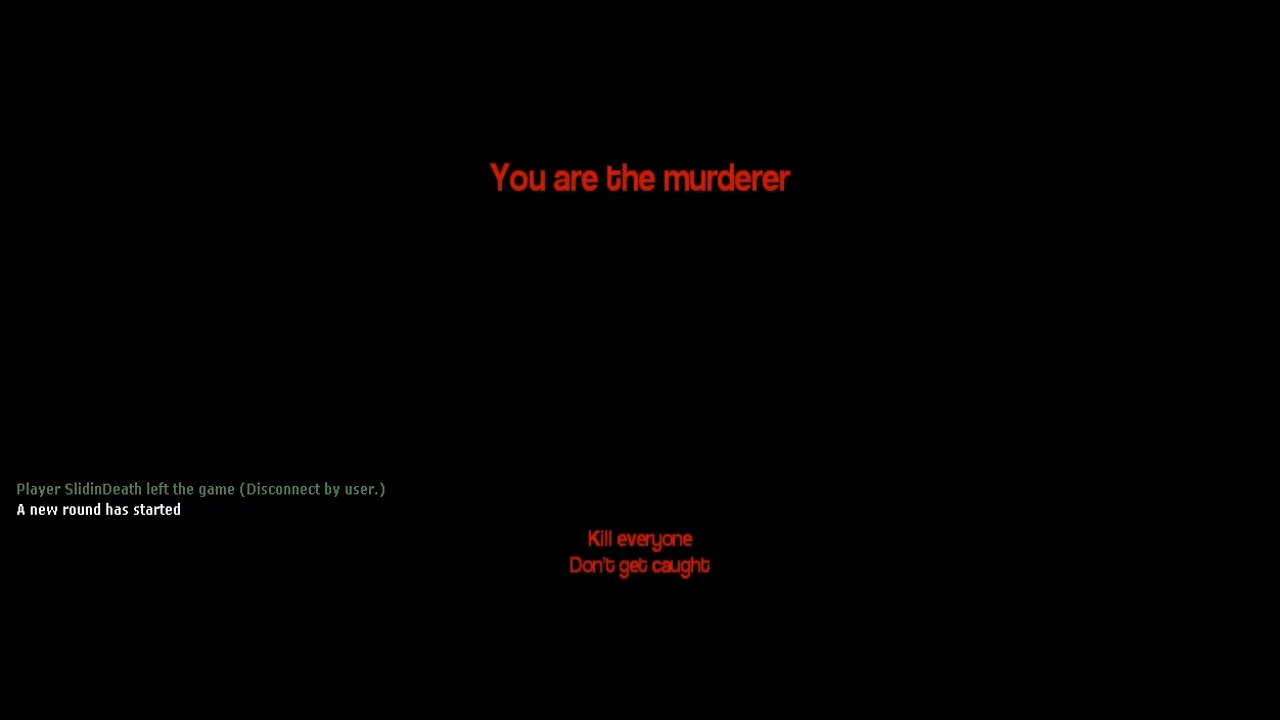 You are the murderer
Player SlidinDeath left the game (Disconnect by user.)
A new round has started
Kill everyone
Don't get caught